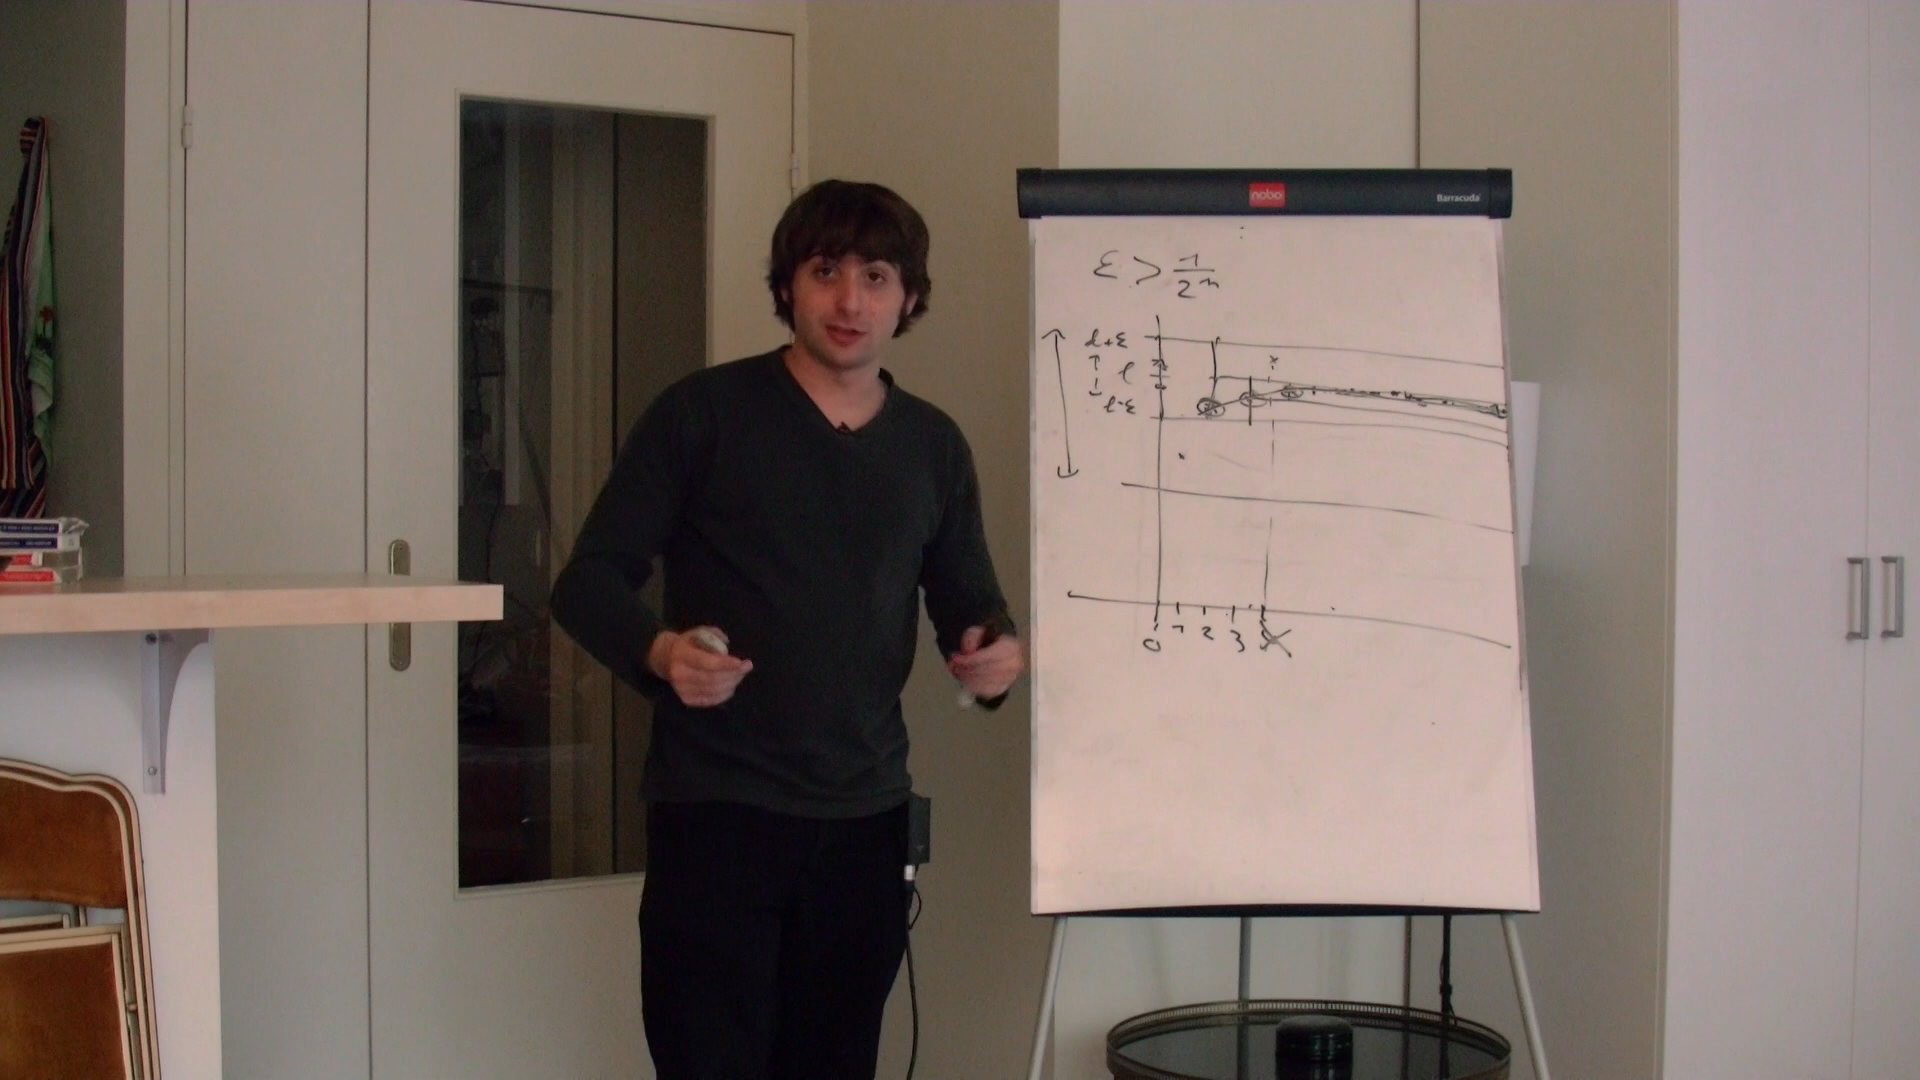 nobo
Barracuda
ε > 1/2ⁿ
l+ε
l
l-ε
0 1 2 3